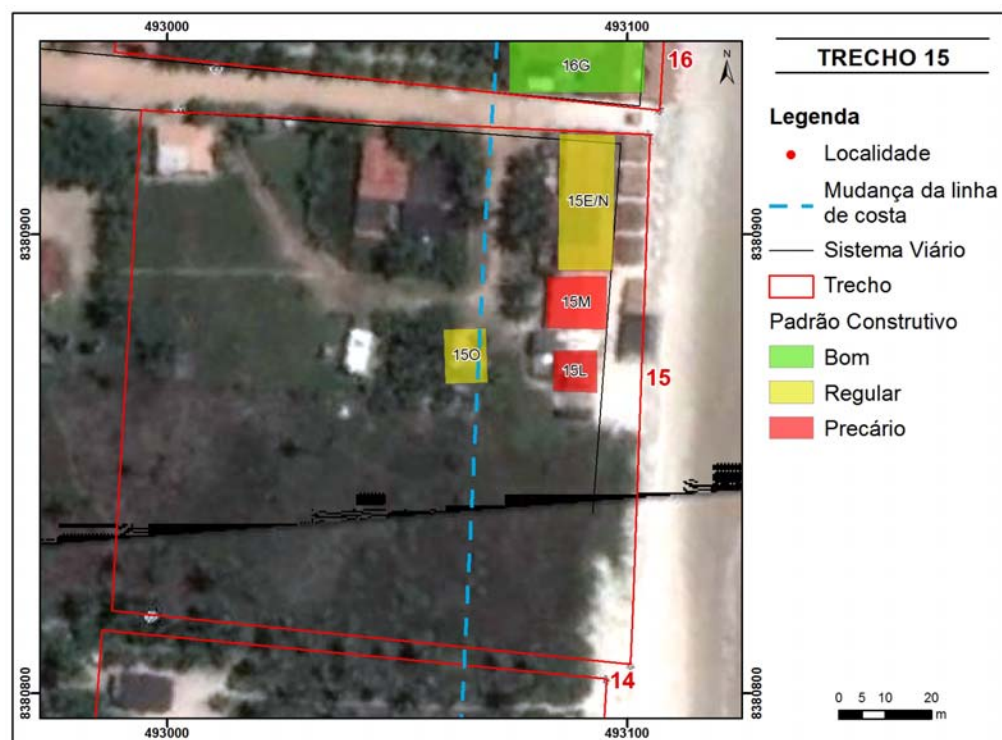 493000
493100
TRECHO 15
N
16G
16
Legenda
Localidade
Mudança da linha
de costa
Sistema Viário
Trecho
Padrão Construtivo
Bom
Regular
Precário
8380900
8380900
15E/N
15M
15O
15L
15
14
8380800
8380800
0 5 10 20
m
493000
493100